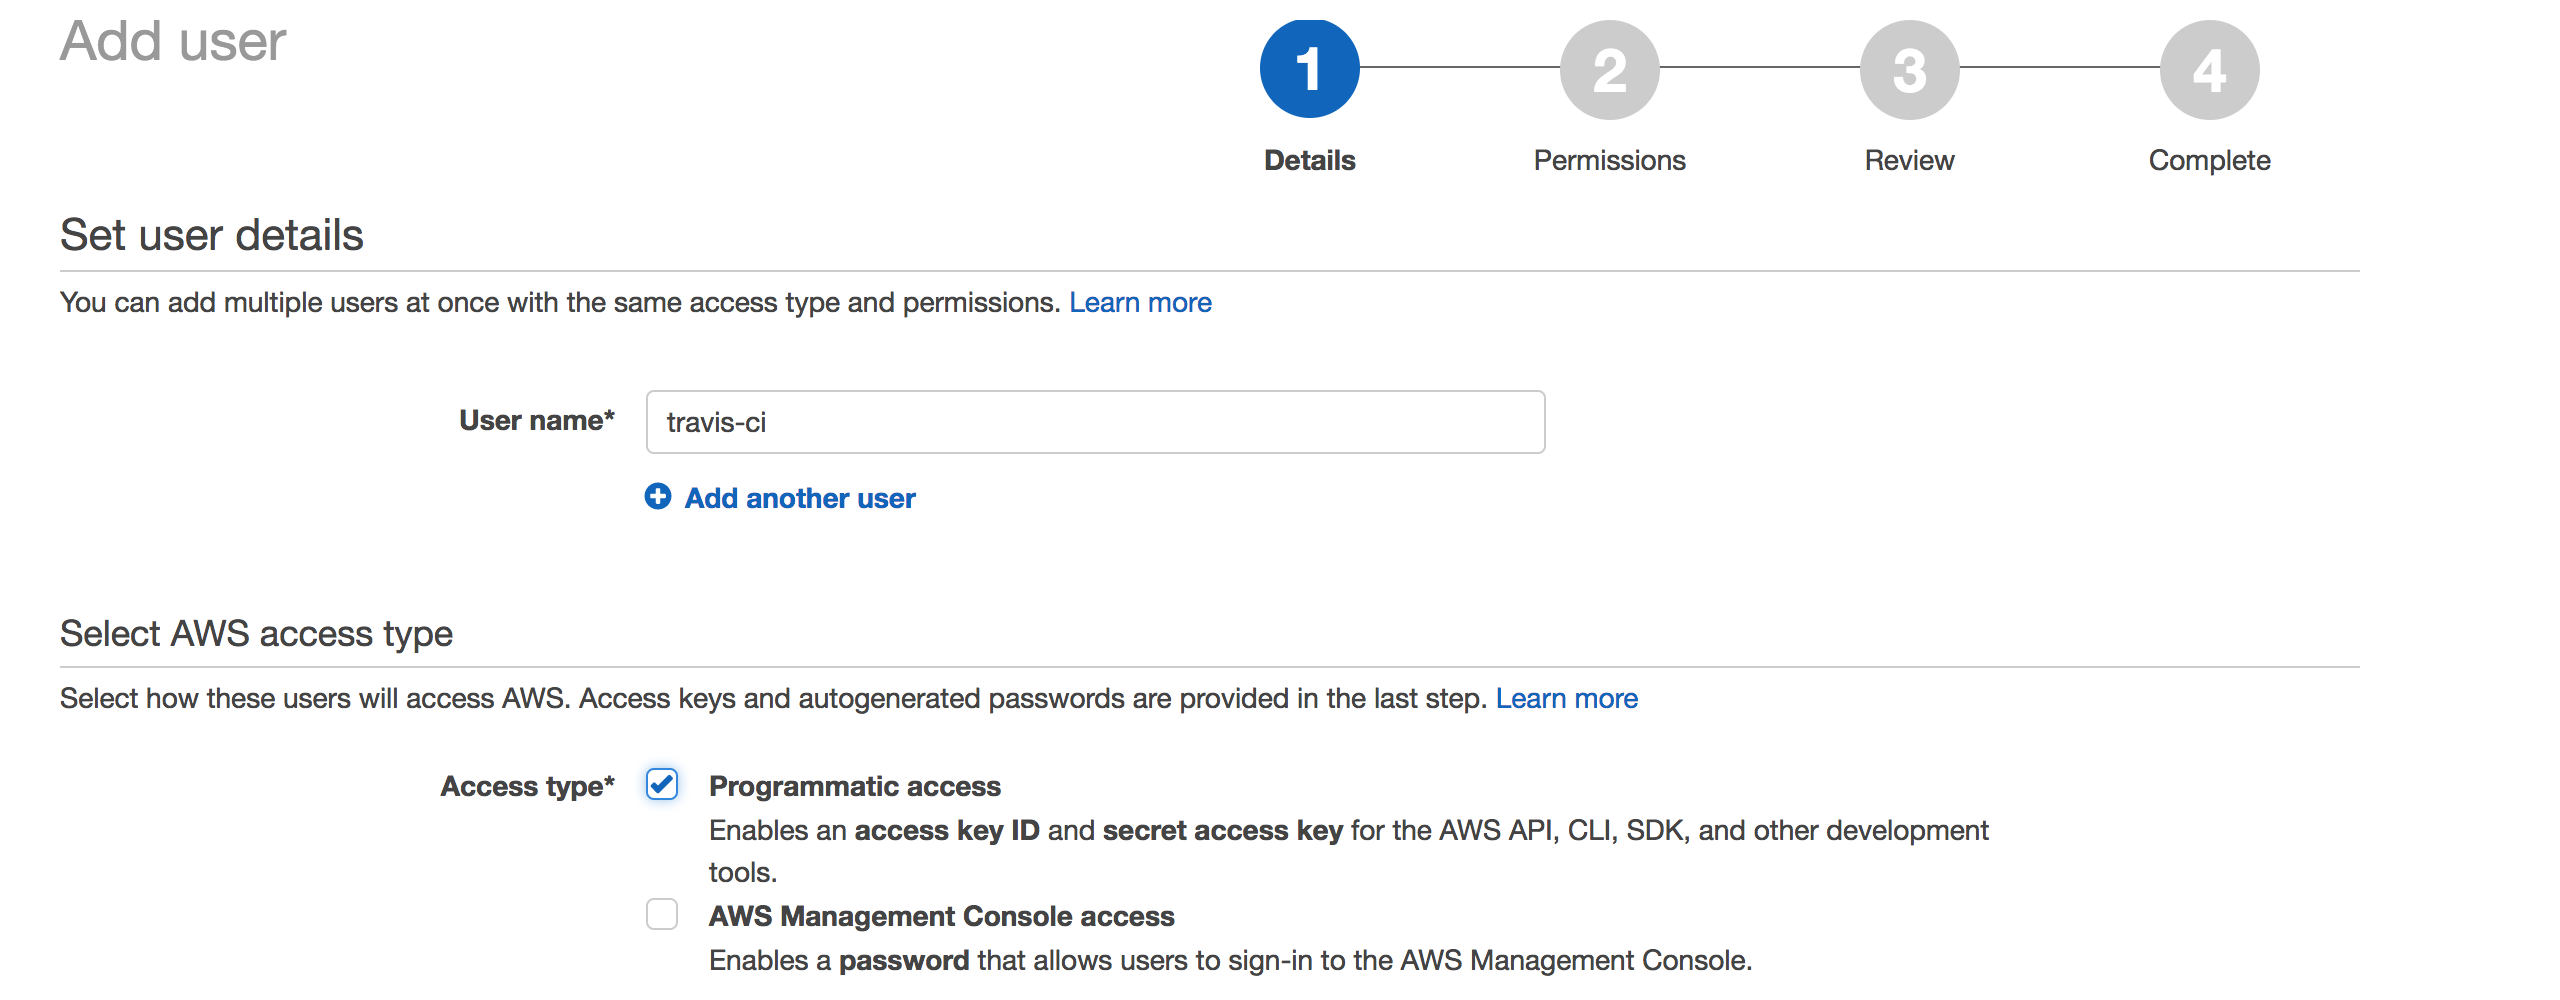 Add user
1
2
3
4
Details
Permissions
Review
Complete
Set user details
You can add multiple users at once with the same access type and permissions. Learn more
User name*
travis-ci
Add another user
Select AWS access type
Select how these users will access AWS. Access keys and autogenerated passwords are provided in the last step. Learn more
Access type*
Programmatic access
Enables an access key ID and secret access key for the AWS API, CLI, SDK, and other development
tools.
AWS Management Console access
Enables a password that allows users to sign-in to the AWS Management Console.